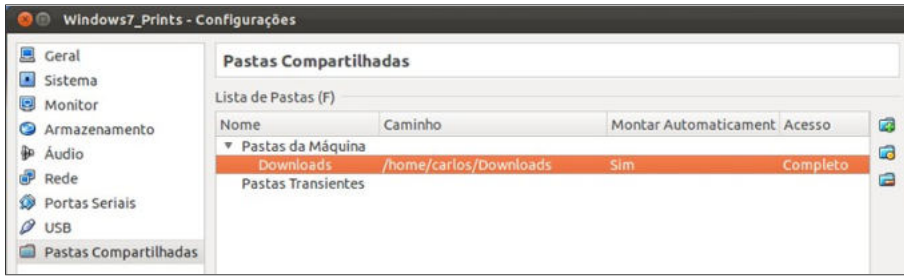 Windows7_Prints - Configurações
Geral
Sistema
Monitor
Armazenamento
Áudio
Rede
Portas Seriais
USB
Pastas Compartilhadas
Pastas Compartilhadas
Lista de Pastas (F)
Nome Caminho Montar Automaticament Acesso
Pastas da Máquina
Downloads /home/carlos/Downloads Sim Completo
Pastas Transientes